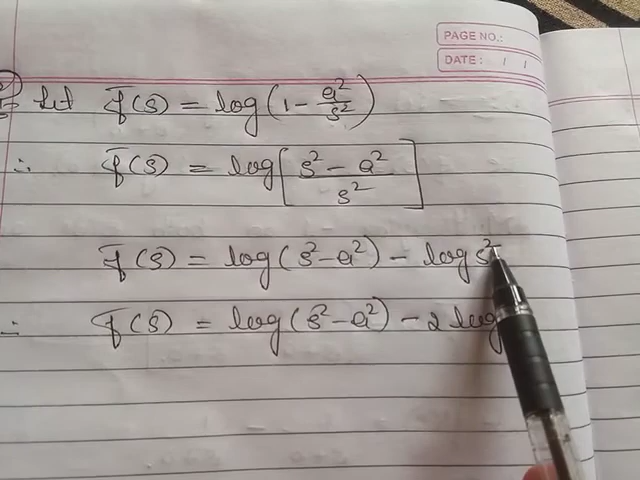 PAGE NO.:
DATE: / /
Let f̄(s) = log(1 - a²/s²)
∴ f̄(s) = log[(s² - a²)/s²]
f̄(s) = log(s² - a²) - log s²
∴ f̄(s) = log(s² - a²) - 2 log